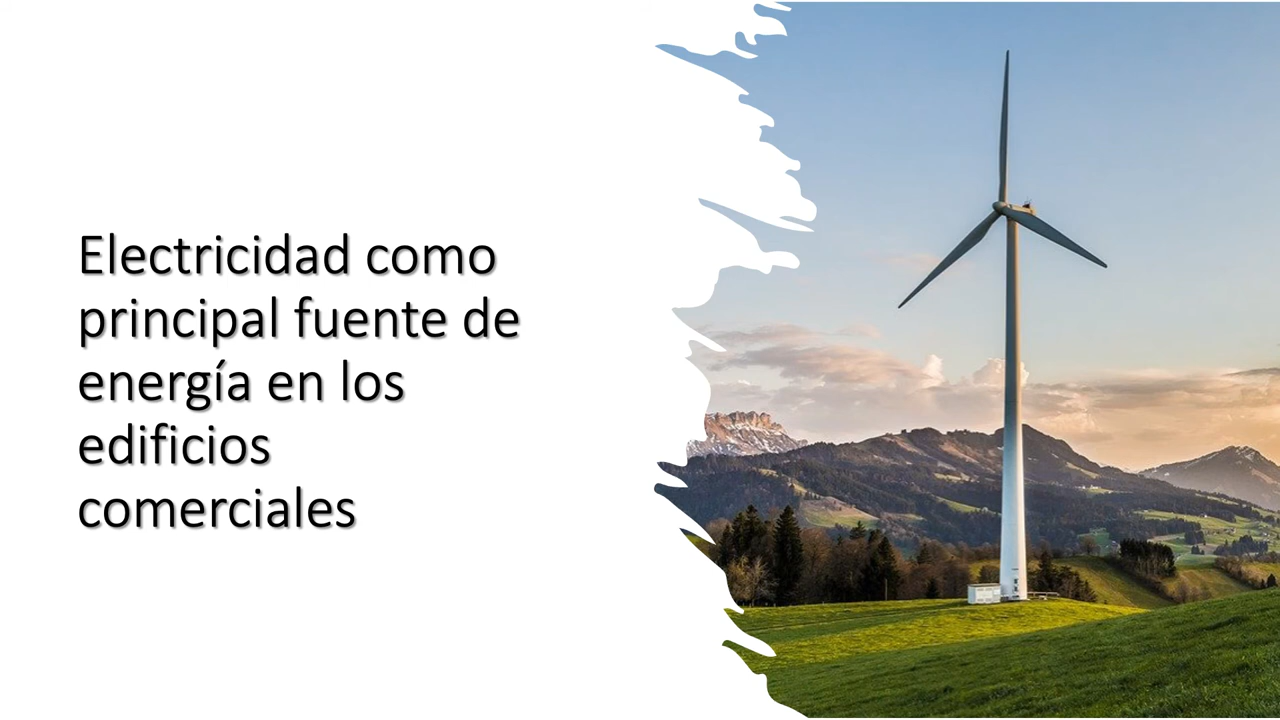 Electricidad como
principal fuente de
energía en los
edificios
comerciales